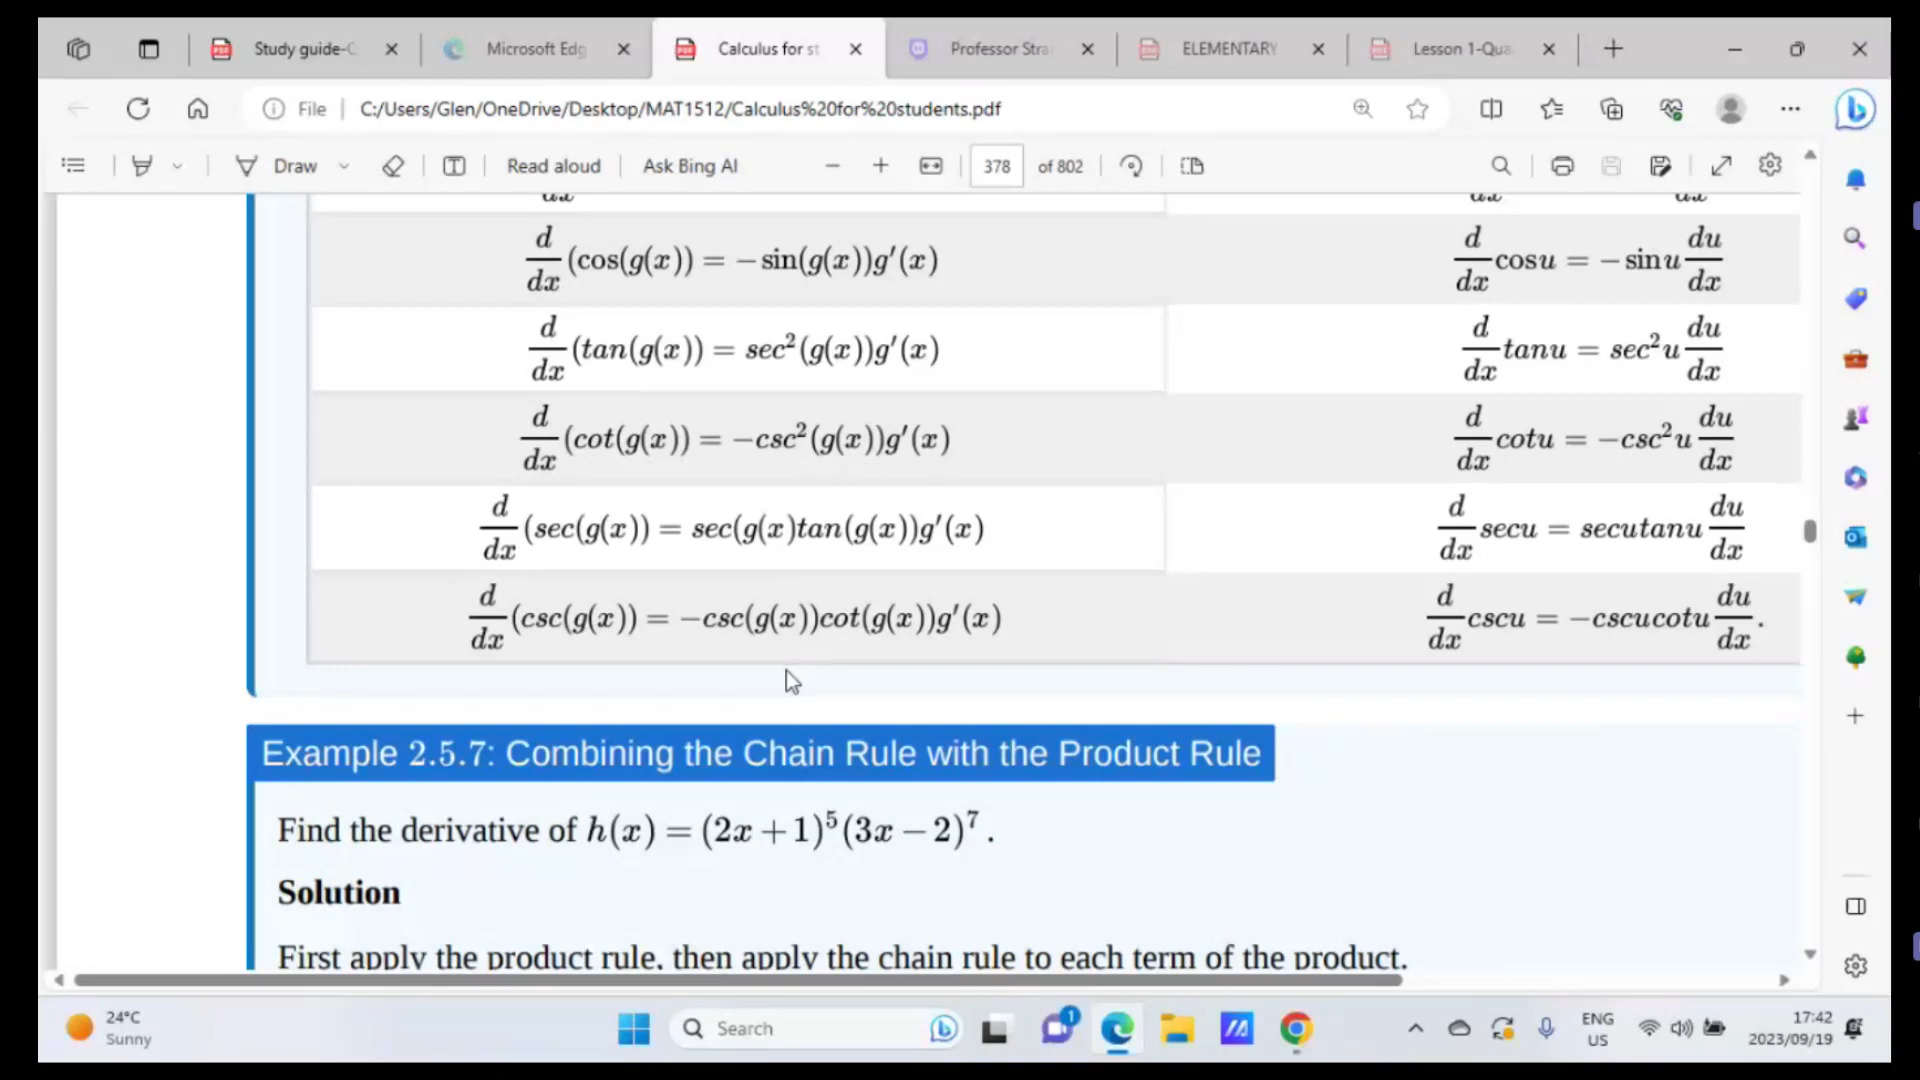 Study guide-C
Microsoft Edg
Calculus for st
Professor Stra
ELEMENTARY
Lesson 1-Qua
File | C:/Users/Glen/OneDrive/Desktop/MAT1512/Calculus%20for%20students.pdf
Draw
Read aloud
Ask Bing AI
378 of 802
dx dx dx
d/dx (cos(g(x)) = −sin(g(x))g′(x) d/dx cosu = −sinu du/dx
d/dx (tan(g(x)) = sec²(g(x))g′(x) d/dx tanu = sec²u du/dx
d/dx (cot(g(x)) = −csc²(g(x))g′(x) d/dx cotu = −csc²u du/dx
d/dx (sec(g(x)) = sec(g(x)tan(g(x))g′(x) d/dx secu = secutanu du/dx
d/dx (csc(g(x)) = −csc(g(x))cot(g(x))g′(x) d/dx cscu = −cscucotu du/dx .
Example 2.5.7: Combining the Chain Rule with the Product Rule
Find the derivative of h(x) = (2x + 1)⁵(3x − 2)⁷.
Solution
First apply the product rule, then apply the chain rule to each term of the product.
24°C
Sunny
Search
1
ENG
US
17:42
2023/09/19